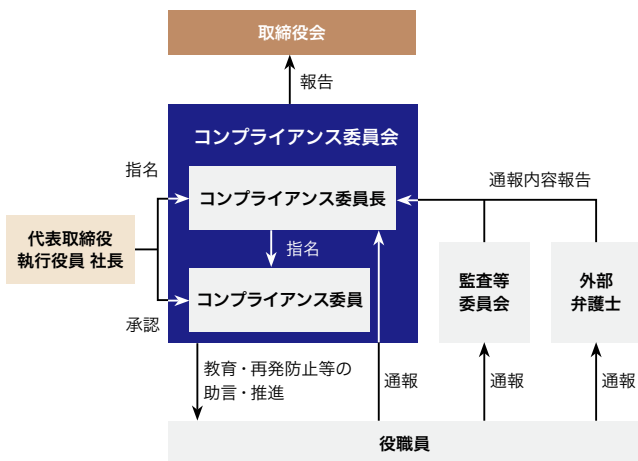 取締役会
報告
コンプライアンス委員会
指名
コンプライアンス委員長
通報内容報告
代表取締役
執行役員 社長
指名
コンプライアンス委員
監査等
委員会
外部
弁護士
承認
教育・再発防止等の
助言・推進
通報
通報
通報
役職員